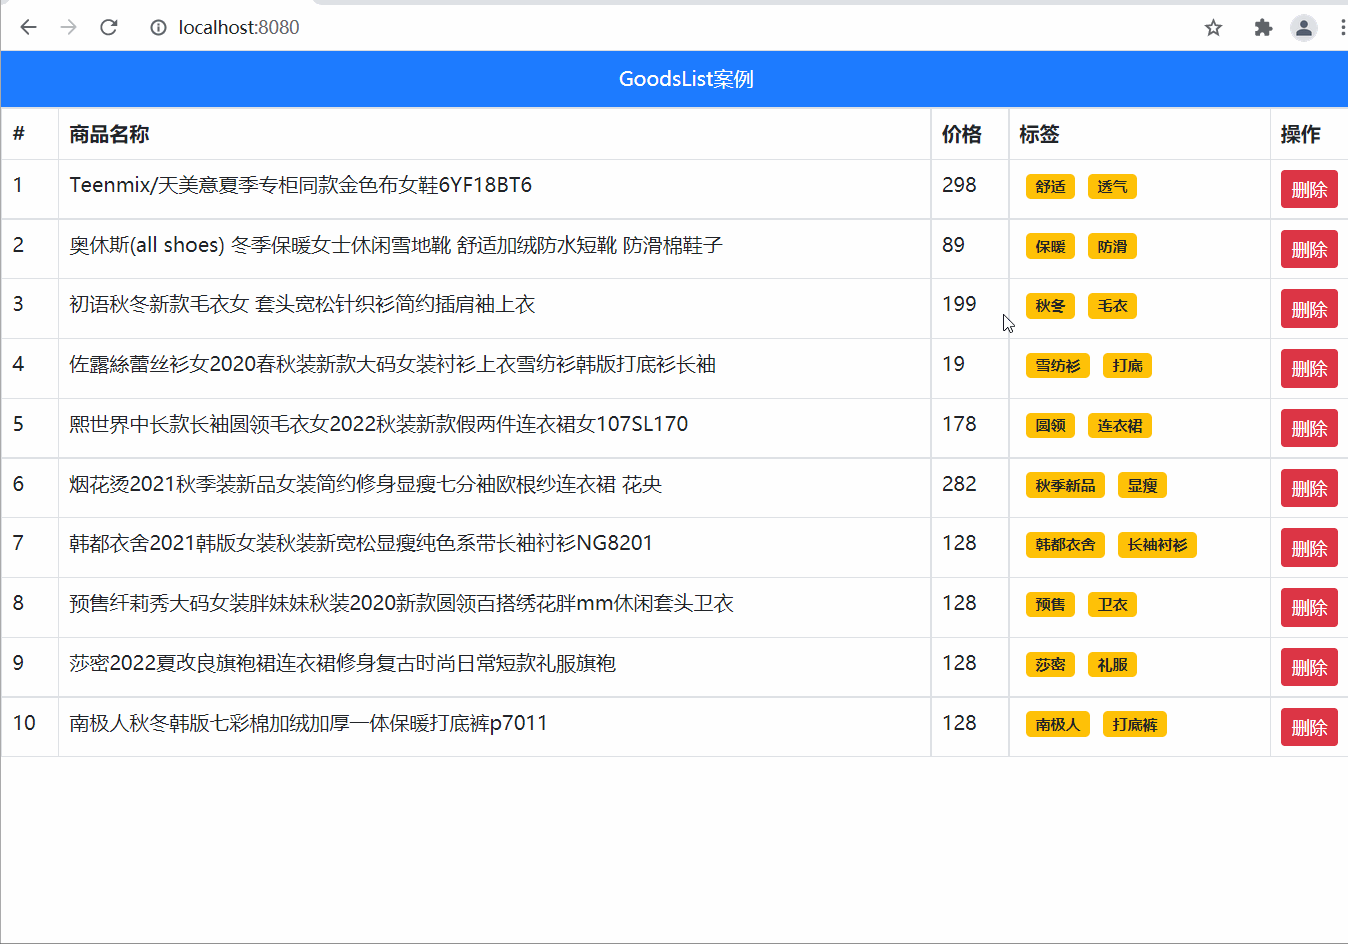 localhost:8080
GoodsList案例
# 商品名称 价格 标签 操作
1 Teenmix/天美意夏季专柜同款金色布女鞋6YF18BT6 298 舒适 透气 删除
2 奥休斯(all shoes) 冬季保暖女士休闲雪地靴 舒适加绒防水短靴 防滑棉鞋子 89 保暖 防滑 删除
3 初语秋冬新款毛衣女 套头宽松针织衫简约插肩袖上衣 199 秋冬 毛衣 删除
4 佐露絲蕾丝衫女2020春秋装新款大码女装衬衫上衣雪纺衫韩版打底衫长袖 19 雪纺衫 打底 删除
5 熙世界中长款长袖圆领毛衣女2022秋装新款假两件连衣裙女107SL170 178 圆领 连衣裙 删除
6 烟花烫2021秋季装新品女装简约修身显瘦七分袖欧根纱连衣裙 花央 282 秋季新品 显瘦 删除
7 韩都衣舍2021韩版女装秋装新宽松显瘦纯色系带长袖衬衫NG8201 128 韩都衣舍 长袖衬衫 删除
8 预售纤莉秀大码女装胖妹妹秋装2020新款圆领百搭绣花胖mm休闲套头卫衣 128 预售 卫衣 删除
9 莎密2022夏改良旗袍裙连衣裙修身复古时尚日常短款礼服旗袍 128 莎密 礼服 删除
10 南极人秋冬韩版七彩棉加绒加厚一体保暖打底裤p7011 128 南极人 打底裤 删除